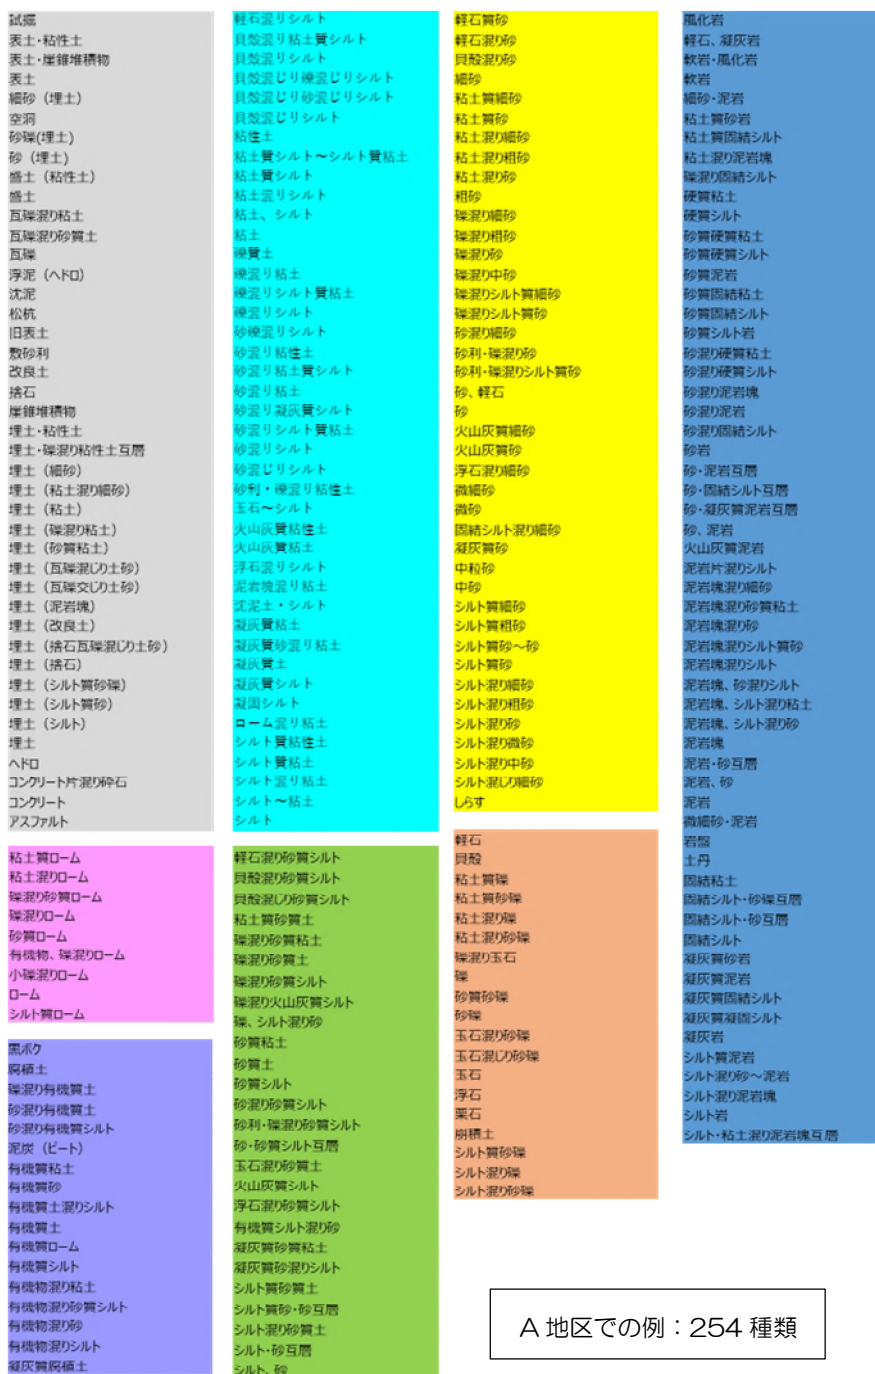 試掘
表土・粘性土
表土・崖錐堆積物
表土
細砂（埋土）
空洞
砂礫(埋土)
砂（埋土)
盛土（粘性土）
盛土
瓦礫混り粘土
瓦礫混り砂質土
瓦礫
浮泥（ヘドロ）
沈泥
松杭
旧表土
敷砂利
改良土
捨石
崖錐堆積物
埋土・粘性土
埋土・礫混り粘性土互層
埋土（細砂）
埋土（粘土混り細砂）
埋土（粘土）
埋土（礫混り粘土）
埋土（砂質粘土）
埋土（瓦礫混じり土砂）
埋土（瓦礫交じり土砂）
埋土（泥岩塊）
埋土（改良土）
埋土（捨石瓦礫混じり土砂）
埋土（捨石）
埋土（シルト質砂礫）
埋土（シルト質砂）
埋土（シルト）
埋土
ヘドロ
コンクリート片混り砕石
コンクリート
アスファルト
粘土質ローム
粘土混りローム
礫混り砂質ローム
礫混りローム
砂質ローム
有機物、礫混りローム
小礫混りローム
ローム
シルト質ローム
黒ボク
腐植土
礫混り有機質土
砂混り有機質土
砂混り有機質シルト
泥炭（ピート）
有機質粘土
有機質砂
有機質土混りシルト
有機質土
有機質ローム
有機質シルト
有機物混り粘土
有機物混り砂質シルト
有機物混り砂
有機物混りシルト
凝灰質腐植土
軽石混りシルト
貝殻混り粘土質シルト
貝殻混りシルト
貝殻混じり礫混じりシルト
貝殻混じり砂混じりシルト
貝殻混じりシルト
粘性土
粘土質シルト～シルト質粘土
粘土質シルト
粘土混りシルト
粘土、シルト
粘土
礫質土
礫混り粘土
礫混りシルト質粘土
礫混りシルト
砂礫混りシルト
砂混り粘性土
砂混り粘土質シルト
砂混り粘土
砂混り凝灰質シルト
砂混りシルト質粘土
砂混りシルト
砂混じりシルト
砂利・礫混り粘性土
玉石～シルト
火山灰質粘性土
火山灰質粘土
浮石混りシルト
泥岩塊混り粘土
沈泥土・シルト
凝灰質粘土
凝灰質砂混り粘土
凝灰質土
凝灰質シルト
凝固シルト
ローム混り粘土
シルト質粘性土
シルト質粘土
シルト混り粘土
シルト～粘土
シルト
軽石混り砂質シルト
貝殻混り砂質シルト
貝殻混じり砂質シルト
粘土質砂質土
礫混り砂質粘土
礫混り砂質土
礫混り砂質シルト
礫混り火山灰質シルト
礫、シルト混り砂
砂質粘土
砂質土
砂質シルト
砂混り砂質シルト
砂利・礫混り砂質シルト
砂・砂質シルト互層
玉石混り砂質土
火山灰質シルト
浮石混り砂質シルト
有機質シルト混り砂
凝灰質砂質粘土
凝灰質砂混りシルト
シルト質砂質土
シルト質砂・砂互層
シルト混り砂質土
シルト・砂互層
シルト、砂
軽石質砂
軽石混り砂
貝殻混り砂
細砂
粘土質細砂
粘土質砂
粘土混り細砂
粘土混り粗砂
粘土混り砂
粗砂
礫混り細砂
礫混り粗砂
礫混り砂
礫混り中砂
礫混りシルト質細砂
礫混りシルト質砂
砂混り細砂
砂利・礫混り砂
砂利・礫混りシルト質砂
砂、軽石
砂
火山灰質細砂
火山灰質砂
浮石混り細砂
微細砂
微砂
固結シルト混り細砂
凝灰質砂
中粒砂
中砂
シルト質細砂
シルト質粗砂
シルト質砂～砂
シルト質砂
シルト混り細砂
シルト混り粗砂
シルト混り砂
シルト混り微砂
シルト混り中砂
シルト混じり細砂
しらす
軽石
貝殻
粘土質礫
粘土質砂礫
粘土混り礫
粘土混り砂礫
礫混り玉石
礫
砂質砂礫
砂礫
玉石混り砂礫
玉石混じり砂礫
玉石
浮石
栗石
崩積土
シルト質砂礫
シルト混り礫
シルト混り砂礫
風化岩
軽石、凝灰岩
軟岩・風化岩
軟岩
細砂・泥岩
粘土質砂岩
粘土質固結シルト
粘土混り泥岩塊
礫混り固結シルト
硬質粘土
硬質シルト
砂質硬質粘土
砂質硬質シルト
砂質泥岩
砂質固結粘土
砂質固結シルト
砂質シルト岩
砂混り硬質粘土
砂混り硬質シルト
砂混り泥岩塊
砂混り泥岩
砂混り固結シルト
砂岩
砂・泥岩互層
砂・固結シルト互層
砂・凝灰質泥岩互層
砂、泥岩
火山灰質泥岩
泥岩片混りシルト
泥岩塊混り細砂
泥岩塊混り砂質粘土
泥岩塊混り砂
泥岩塊混りシルト質砂
泥岩塊混りシルト
泥岩塊、砂混りシルト
泥岩塊、シルト混り粘土
泥岩塊、シルト混り砂
泥岩塊
泥岩・砂互層
泥岩、砂
泥岩
微細砂・泥岩
岩盤
土丹
固結粘土
固結シルト・砂礫互層
固結シルト・砂互層
固結シルト
凝灰質砂岩
凝灰質泥岩
凝灰質固結シルト
凝灰質凝固シルト
凝灰岩
シルト質泥岩
シルト混り砂～泥岩
シルト混り泥岩塊
シルト岩
シルト・粘土混り泥岩塊互層
A 地区での例：254 種類